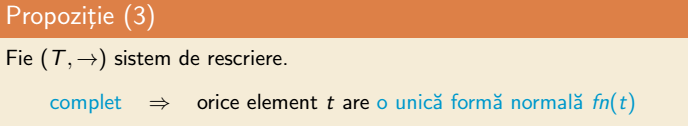 Propoziție (3)
Fie (T, →) sistem de rescriere.
complet ⇒ orice element t are o unică formă normală fn(t)